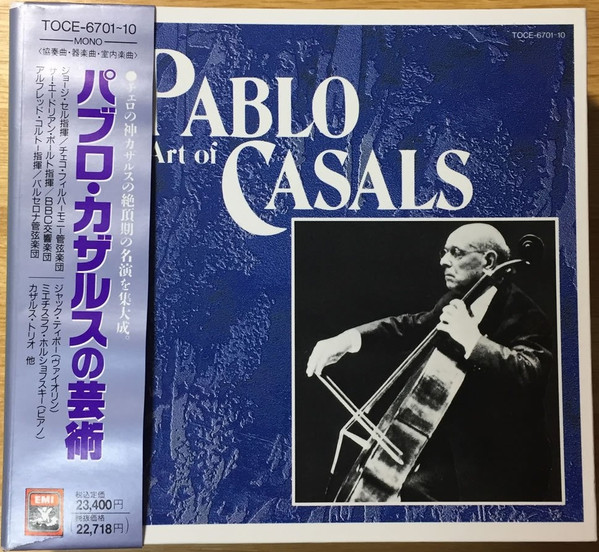 TOCE-6701~10
MONO
〈協奏曲・器楽曲・室内楽曲〉
●チェロの神カザルスの絶頂期の名演を集大成。
パブロ・カザルスの芸術
ジョージ・セル指揮/チェコ・フィルハーモニー管弦楽団
サー・エードリアン・ボールト指揮/BBC交響楽団
アルフレッド・コルトー指揮/バルセロナ管弦楽団
ジャック・ティボー(ヴァイオリン)
ミエチスラフ・ホルショフスキー(ピアノ)
カザルス・トリオ 他
EMI
税込定価
23,400円
(税抜価格
22,718円)
TOCE-6701~10
PABLO
Art of
CASALS